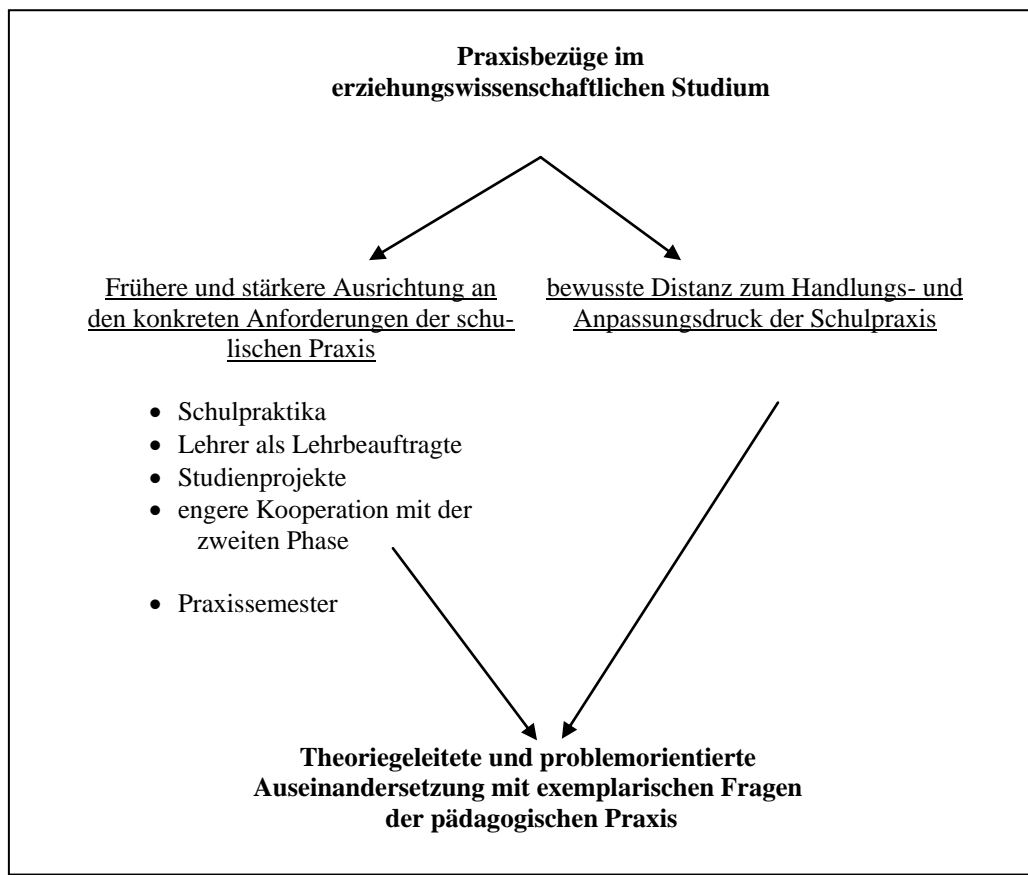 Praxisbezüge im
erziehungswissenschaftlichen Studium
Frühere und stärkere Ausrichtung an
den konkreten Anforderungen der schu-
lischen Praxis
• Schulpraktika
• Lehrer als Lehrbeauftragte
• Studienprojekte
• engere Kooperation mit der
zweiten Phase
• Praxissemester
bewusste Distanz zum Handlungs- und
Anpassungsdruck der Schulpraxis
Theoriegeleitete und problemorientierte
Auseinandersetzung mit exemplarischen Fragen
der pädagogischen Praxis